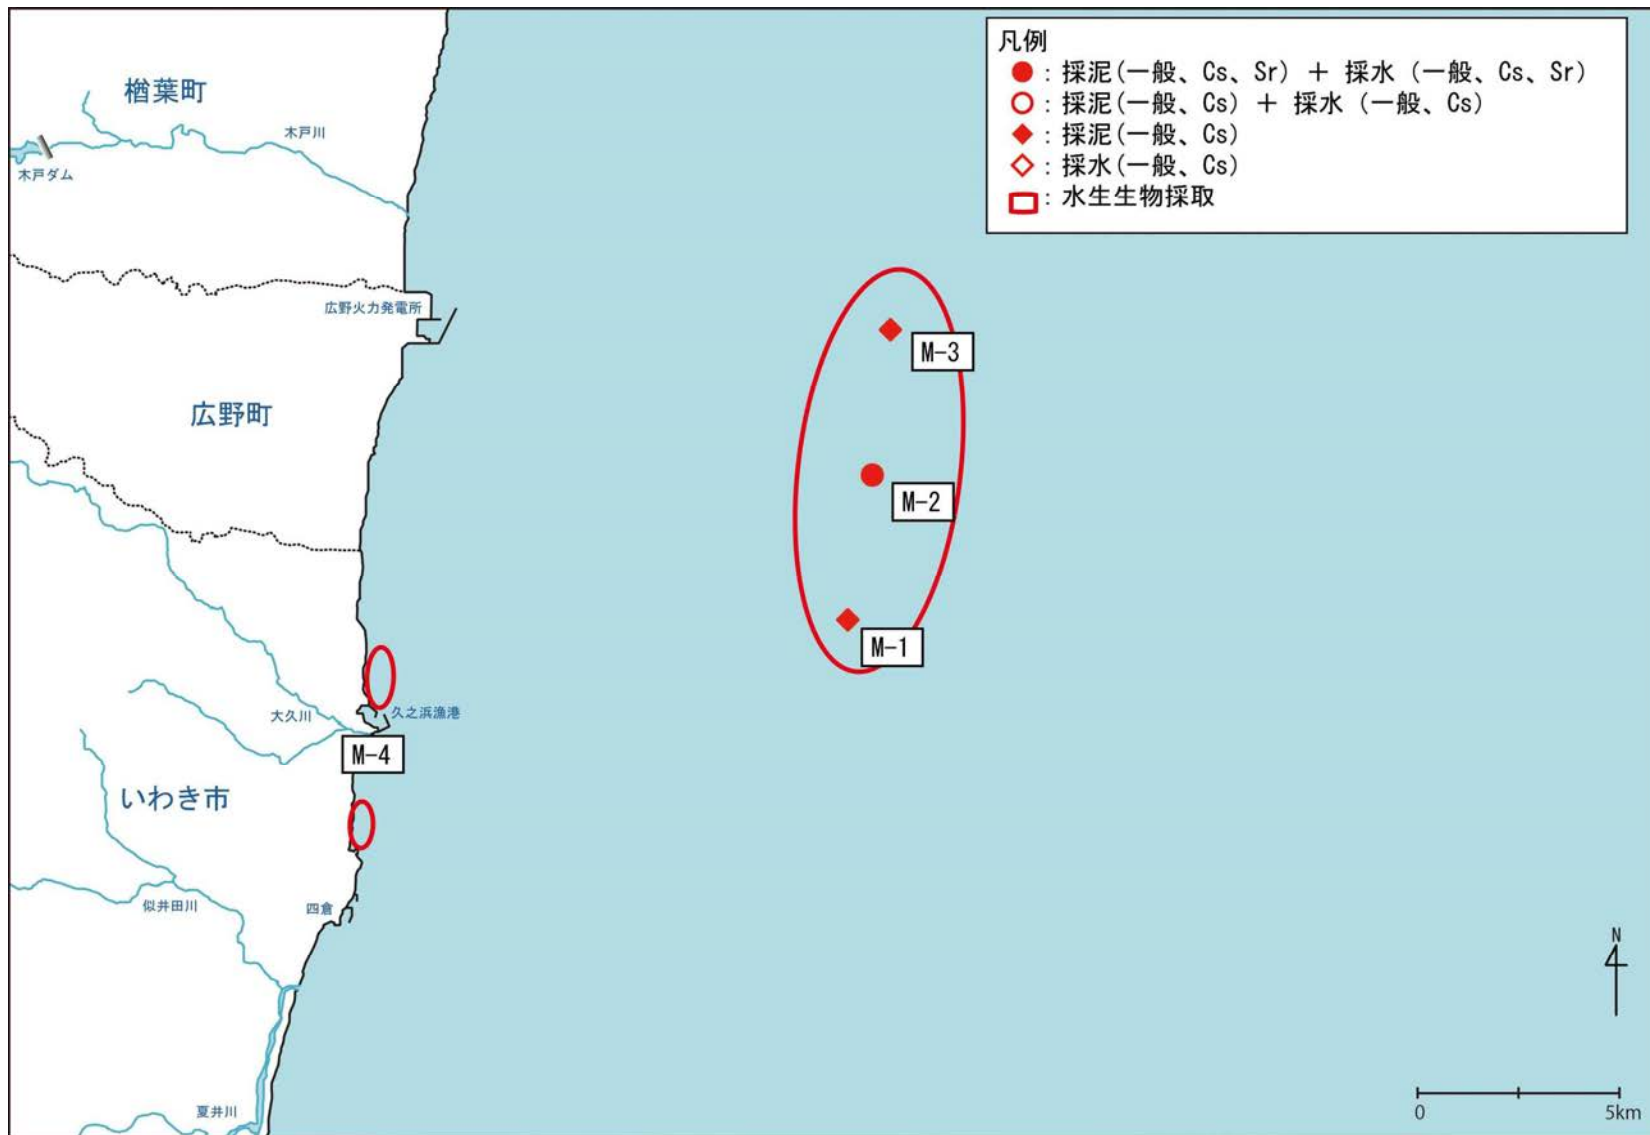 凡例
●：採泥(一般、Cs、Sr) ＋ 採水 (一般、Cs、Sr)
○：採泥(一般、Cs) ＋ 採水 (一般、Cs)
◆：採泥(一般、Cs)
◇：採水(一般、Cs)
：水生生物採取
楢葉町
木戸川
木戸ダム
広野火力発電所
M-3
広野町
M-2
M-1
大久川
久之浜漁港
M-4
いわき市
似井田川
四倉
N
夏井川
0 5km